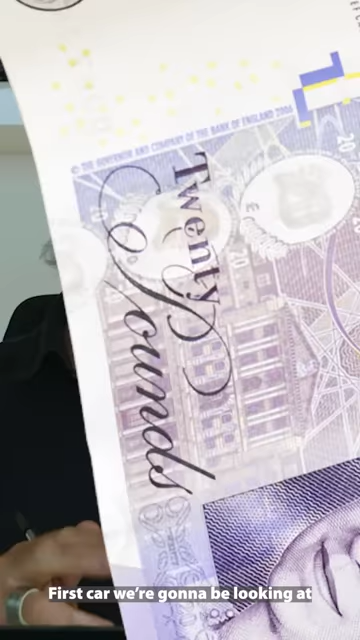 © THE GOVERNOR AND COMPANY OF THE BANK OF ENGLAND 2006
Twenty
Pounds
20
20
£
First car we're gonna be looking at